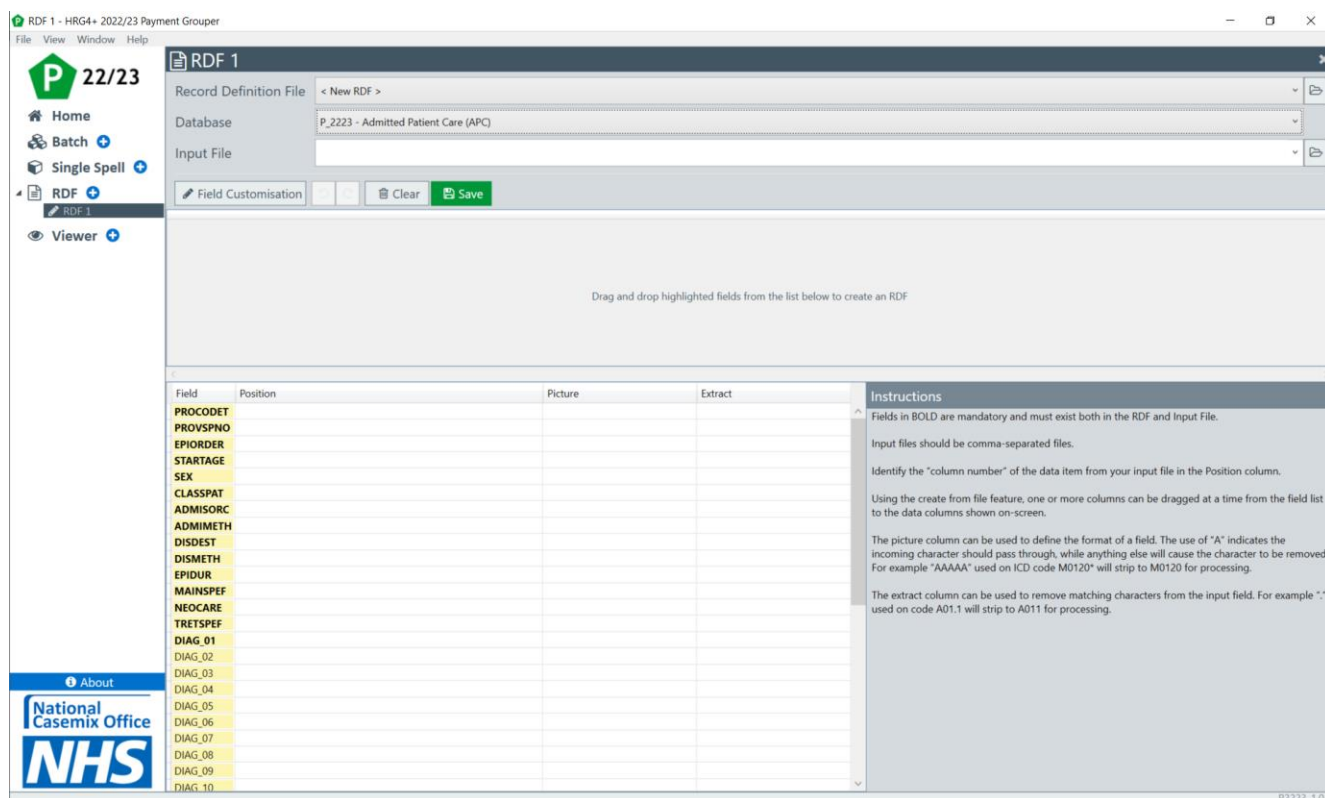 RDF 1 - HRG4+ 2022/23 Payment Grouper
File View Window Help
P 22/23
Home
Batch
Single Spell
RDF
RDF 1
Viewer
About
National
Casemix Office
NHS
RDF 1
Record Definition File < New RDF >
Database P_2223 - Admitted Patient Care (APC)
Input File
Field Customisation Clear Save
Drag and drop highlighted fields from the list below to create an RDF
Field Position Picture Extract
PROCODET
PROVSPNO
EPIORDER
STARTAGE
SEX
CLASSPAT
ADMISORC
ADMIMETH
DISDEST
DISMETH
EPIDUR
MAINSPEF
NEOCARE
TRETSPEF
DIAG_01
DIAG_02
DIAG_03
DIAG_04
DIAG_05
DIAG_06
DIAG_07
DIAG_08
DIAG_09
DIAG_10
Instructions
Fields in BOLD are mandatory and must exist both in the RDF and Input File.
Input files should be comma-separated files.
Identify the "column number" of the data item from your input file in the Position column.
Using the create from file feature, one or more columns can be dragged at a time from the field list
to the data columns shown on-screen.
The picture column can be used to define the format of a field. The use of "A" indicates the
incoming character should pass through, while anything else will cause the character to be removed
For example "AAAAA" used on ICD code M0120* will strip to M0120 for processing.
The extract column can be used to remove matching characters from the input field. For example "."
used on code A01.1 will strip to A011 for processing.